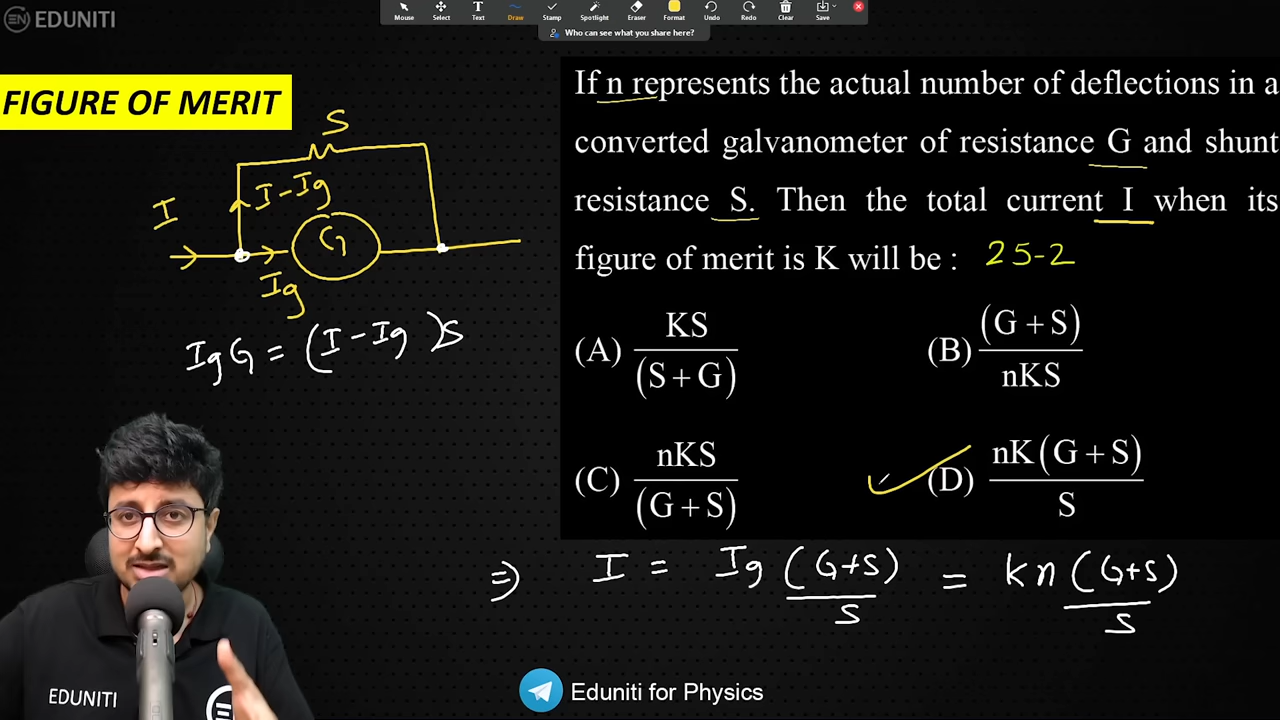 EDUNITI
Mouse Select Text Draw Stamp Spotlight Eraser Format Undo Redo Clear Save
Who can see what you share here?
FIGURE OF MERIT
S
I - Ig
I
G
Ig
IgG = (I - Ig)S
If n represents the actual number of deflections in a
converted galvanometer of resistance G and shunt
resistance S. Then the total current I when its
figure of merit is K will be : 25-2
(A) KS / (S + G)
(B) (G + S) / nKS
(C) nKS / (G + S)
(D) nK(G + S) / S
⇒ I = Ig (G+S) / S = kn (G+S) / S
EDUNITI
Eduniti for Physics